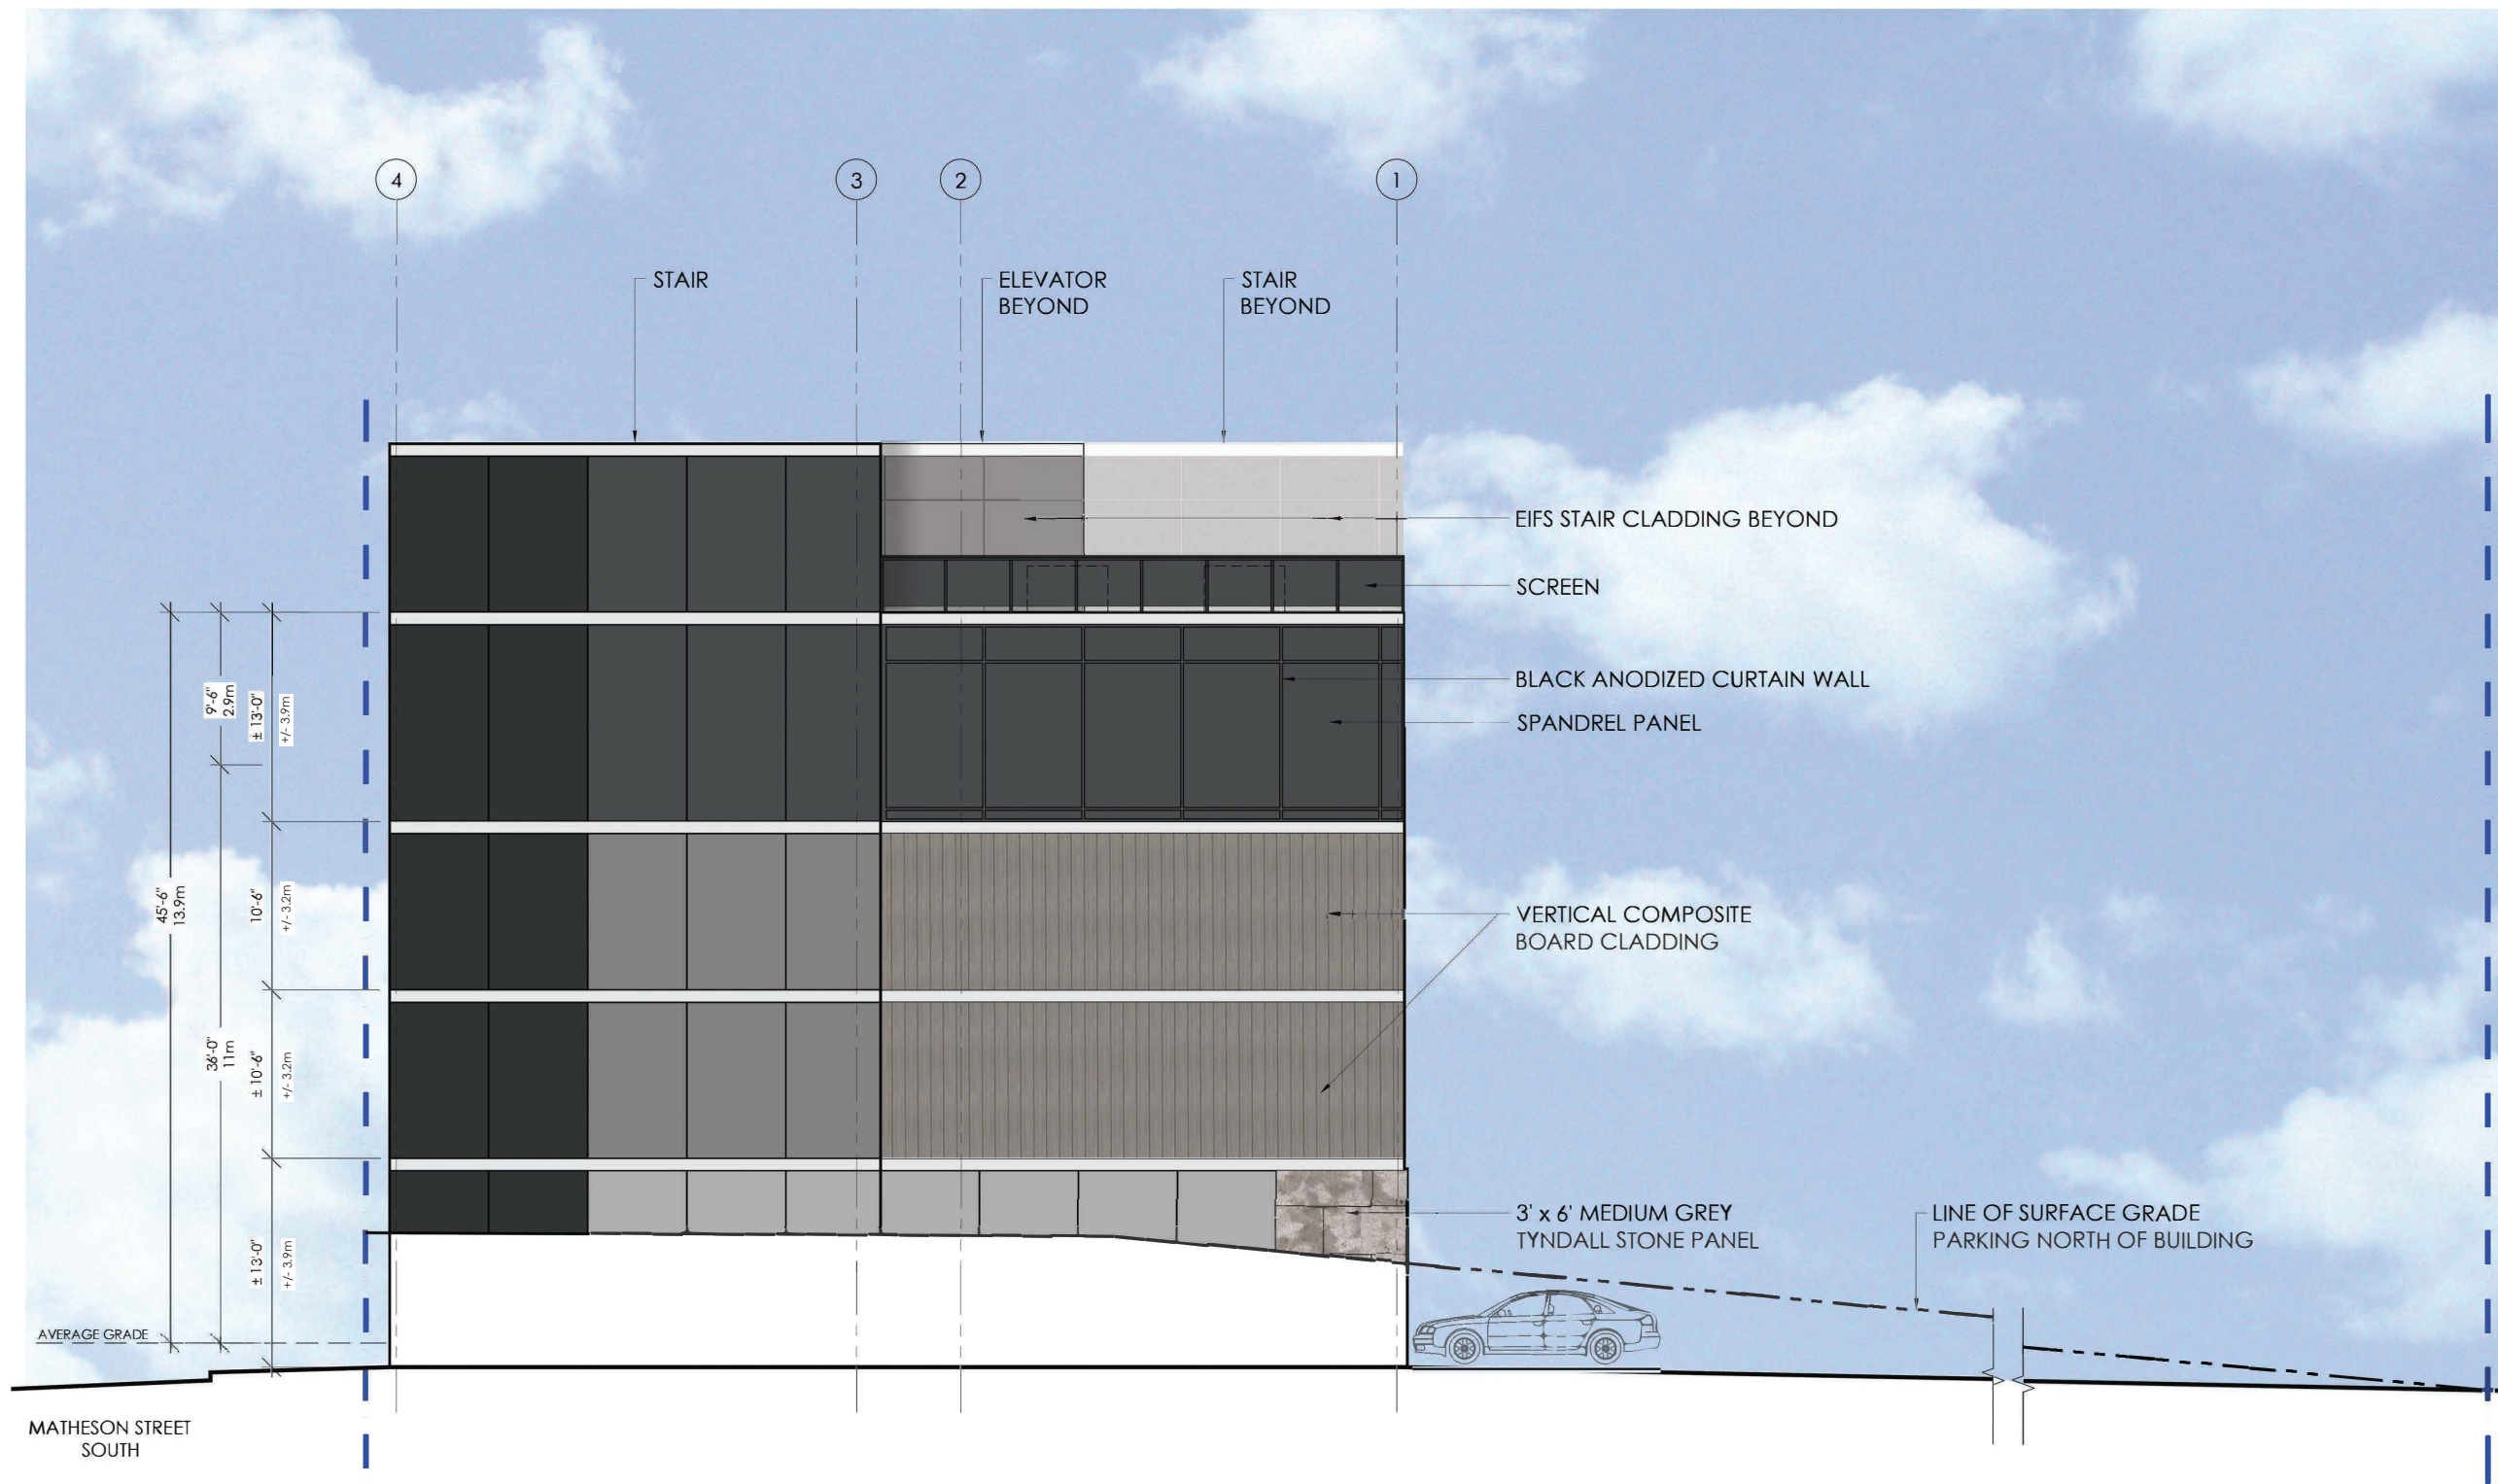 4
3
2
1
STAIR
ELEVATOR
BEYOND
STAIR
BEYOND
EIFS STAIR CLADDING BEYOND
SCREEN
BLACK ANODIZED CURTAIN WALL
SPANDREL PANEL
VERTICAL COMPOSITE
BOARD CLADDING
3' x 6' MEDIUM GREY
TYNDALL STONE PANEL
LINE OF SURFACE GRADE
PARKING NORTH OF BUILDING
45'-6"
13.9m
9'-6"
2.9m
36'-0"
11m
± 13'-0"
+/- 3.9m
10'-6"
+/- 3.2m
± 10'-6"
+/- 3.2m
± 13'-0"
+/- 3.9m
AVERAGE GRADE
MATHESON STREET
SOUTH